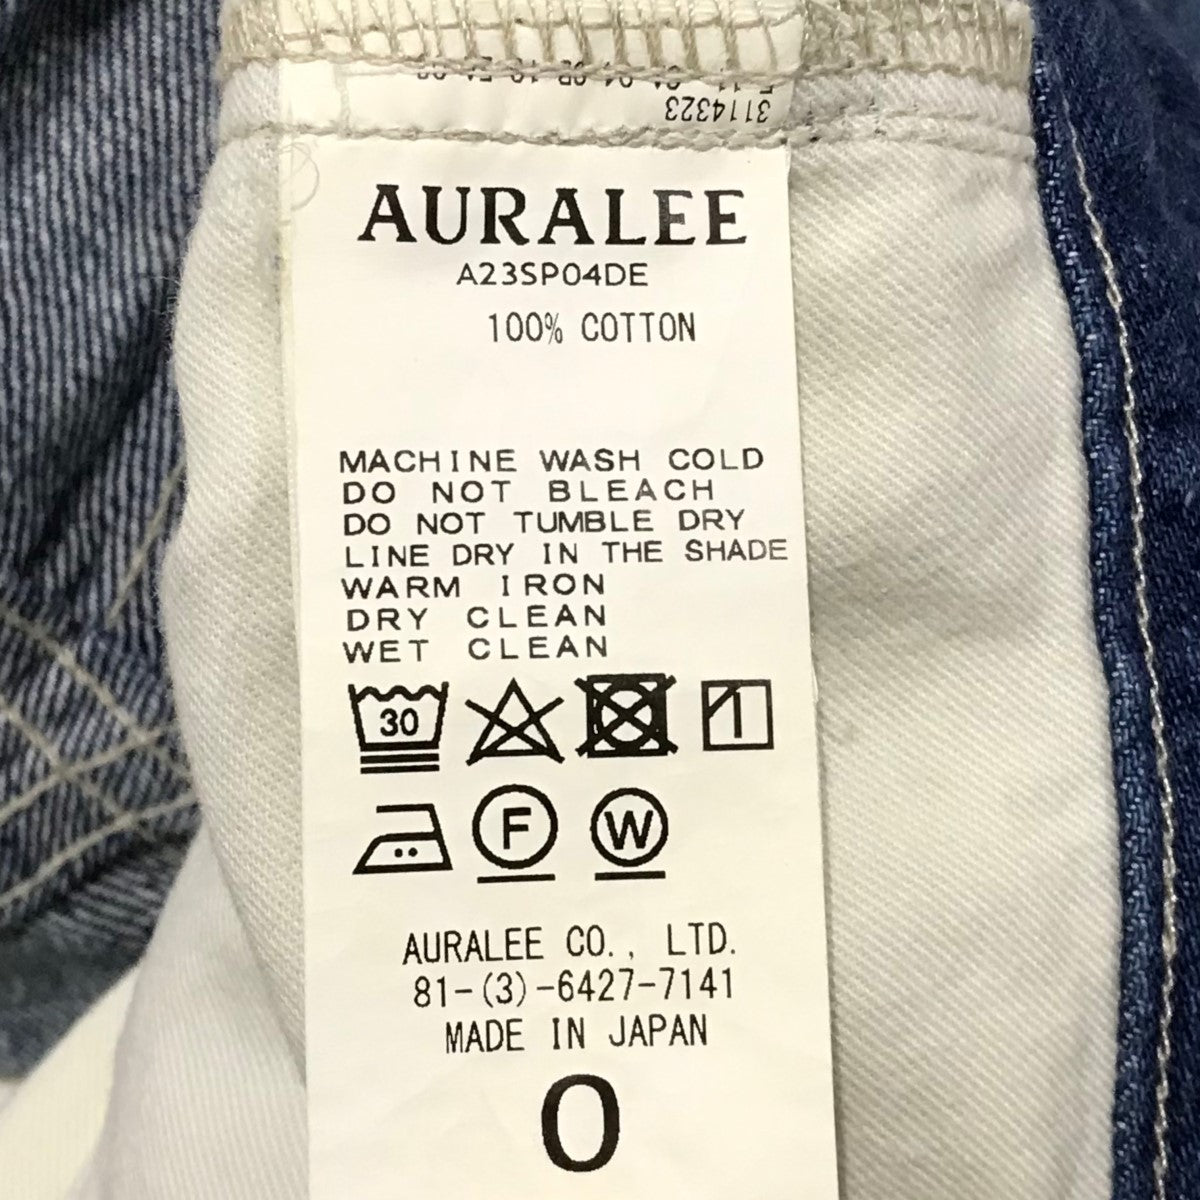 3114323
AURALEE
A23SP04DE
100% COTTON
MACHINE WASH COLD
DO NOT BLEACH
DO NOT TUMBLE DRY
LINE DRY IN THE SHADE
WARM IRON
DRY CLEAN
WET CLEAN
30
F
W
AURALEE CO., LTD.
81-(3)-6427-7141
MADE IN JAPAN
0